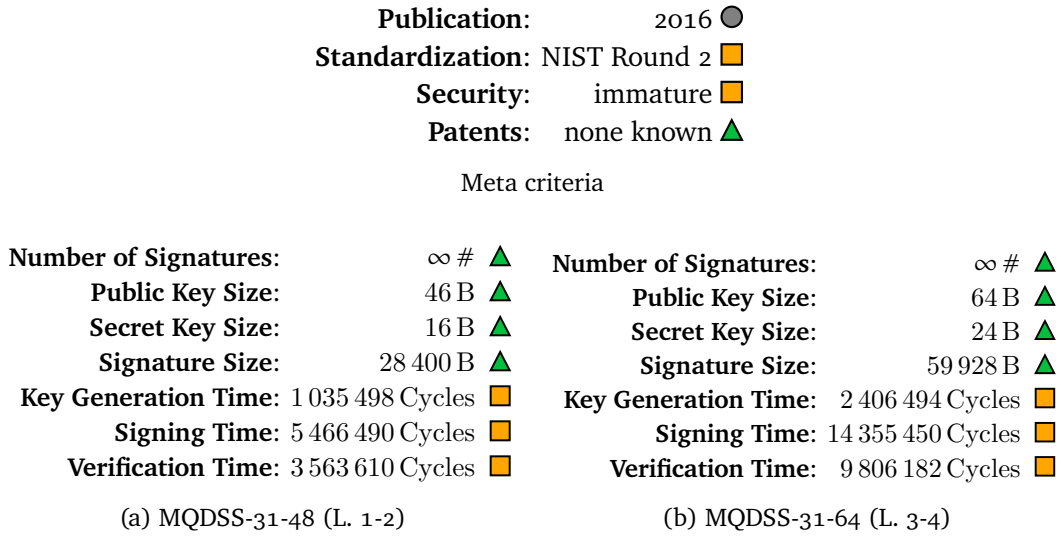 Publication: 2016
Standardization: NIST Round 2
Security: immature
Patents: none known
Meta criteria
Number of Signatures: ∞ #
Public Key Size: 46 B
Secret Key Size: 16 B
Signature Size: 28 400 B
Key Generation Time: 1 035 498 Cycles
Signing Time: 5 466 490 Cycles
Verification Time: 3 563 610 Cycles
(a) MQDSS-31-48 (L. 1-2)
Number of Signatures: ∞ #
Public Key Size: 64 B
Secret Key Size: 24 B
Signature Size: 59 928 B
Key Generation Time: 2 406 494 Cycles
Signing Time: 14 355 450 Cycles
Verification Time: 9 806 182 Cycles
(b) MQDSS-31-64 (L. 3-4)